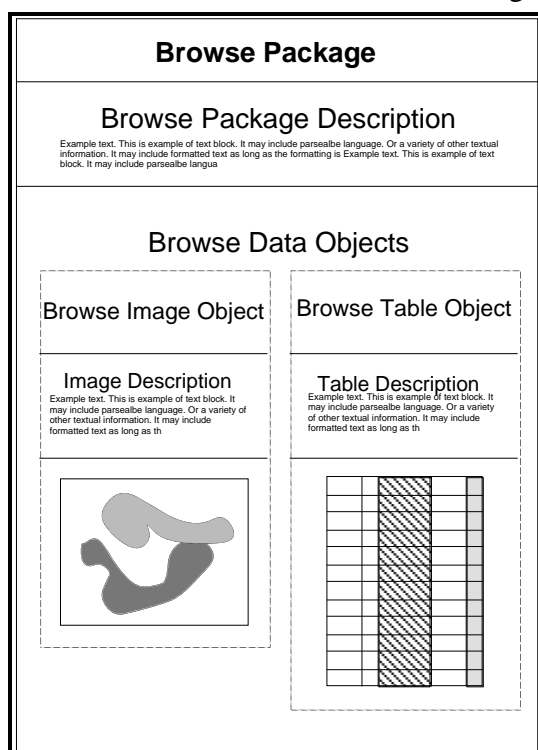 Browse Package
Browse Package Description
Example text. This is example of text block. It may include parsealbe language. Or a variety of other textual
information. It may include formatted text as long as the formatting is Example text. This is example of text
block. It may include parsealbe langua
Browse Data Objects
Browse Image Object
Image Description
Example text. This is example of text block. It
may include parsealbe language. Or a variety of
other textual information. It may include
formatted text as long as th
Browse Table Object
Table Description
Example text. This is example of text block. It
may include parsealbe language. Or a variety
of other textual information. It may include
formatted text as long as th